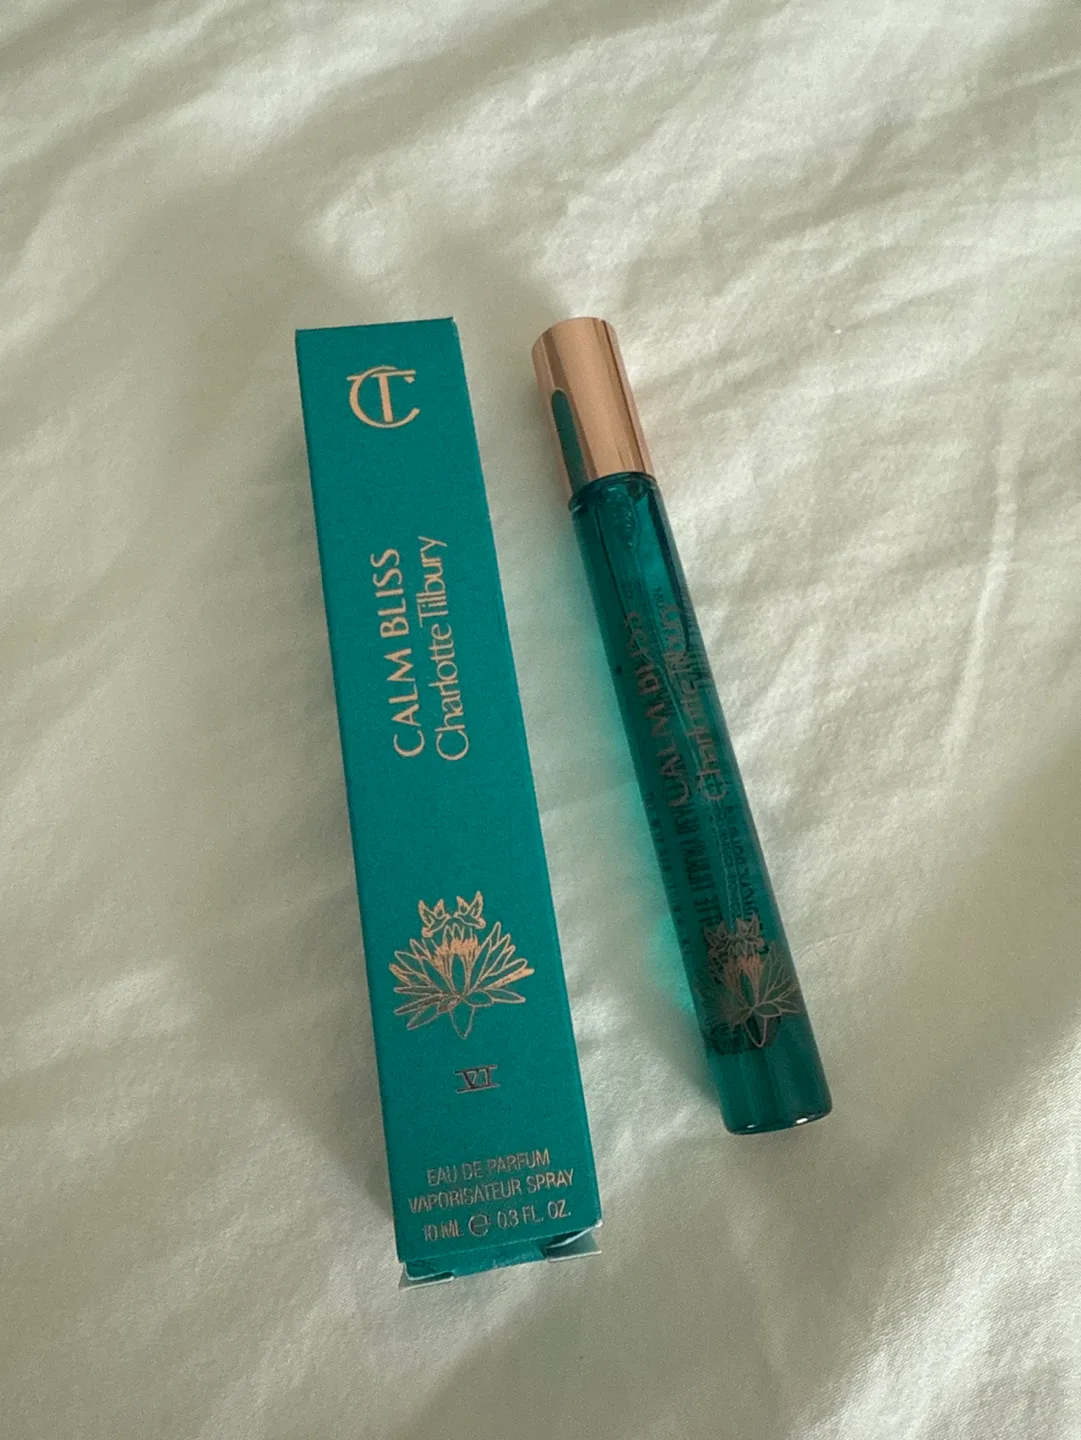 CT
CALM BLISS
Charlotte Tilbury
VI
EAU DE PARFUM
VAPORISATEUR SPRAY
10 ML ℮ 0.3 FL. OZ.
CALM BLISS
Charlotte Tilbury